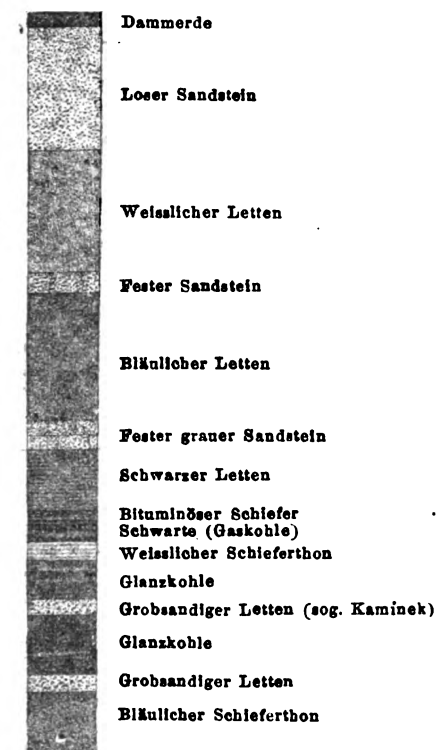 Dammerde
Loser Sandstein
Weisslicher Letten
Fester Sandstein
Bläulicher Letten
Fester grauer Sandstein
Schwarzer Letten
Bituminöser Schiefer
Schwarte (Gaskohle)
Weisslicher Schieferthon
Glanzkohle
Grobsandiger Letten (sog. Kaminek)
Glanzkohle
Grobsandiger Letten
Bläulicher Schieferthon